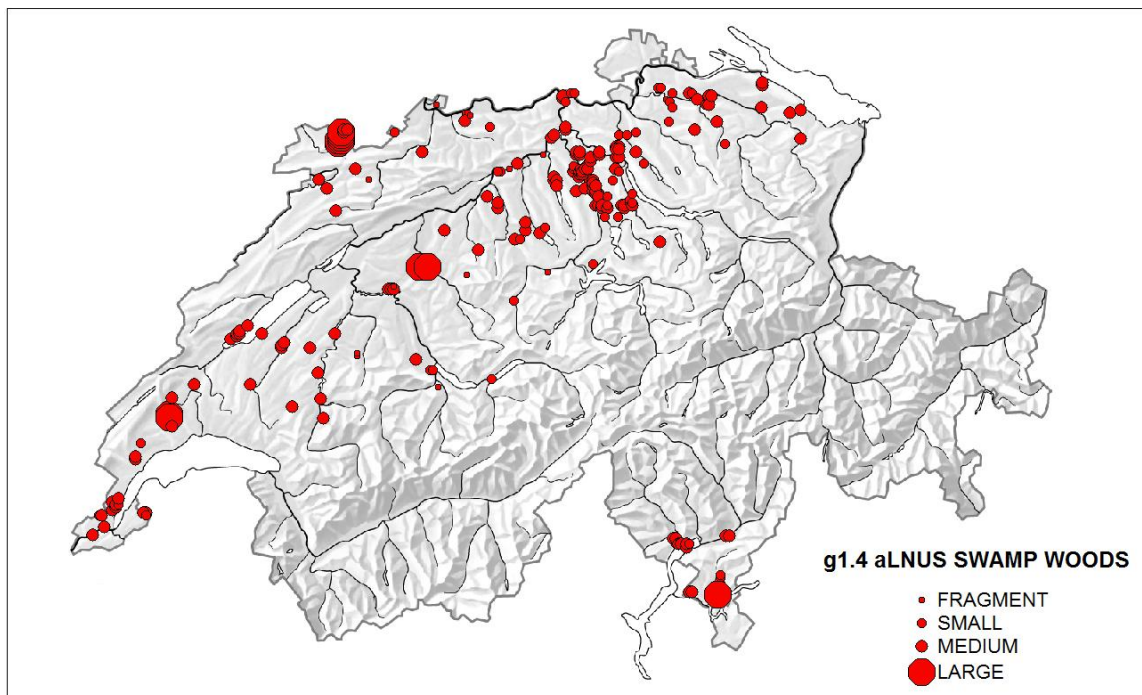 g1.4 aLNUS SWAMP WOODS
FRAGMENT
SMALL
MEDIUM
LARGE